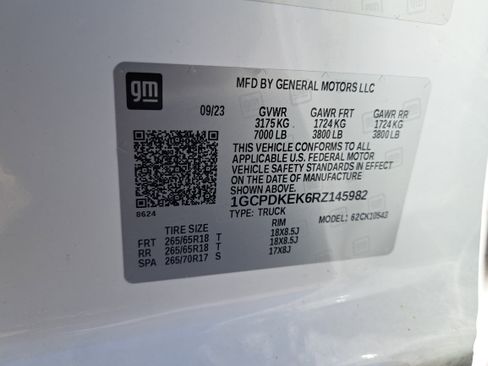 gm
MFD BY GENERAL MOTORS LLC
09/23 GVWR GAWR FRT GAWR RR
3175 KG 1724 KG 1724 KG
7000 LB 3800 LB 3800 LB
THIS VEHICLE CONFORMS TO ALL
APPLICABLE U.S. FEDERAL MOTOR
VEHICLE SAFETY STANDARDS IN EFFECT
ON THE DATE OF MANUFACTURE SHOWN ABOVE.
1GCPDKEK6RZ145982
8624 TYPE: TRUCK MODEL: 62CK10543
TIRE SIZE RIM
FRT 265/65R18 T 18X8.5J
RR 265/65R18 T 18X8.5J
SPA 265/70R17 S 17X8J